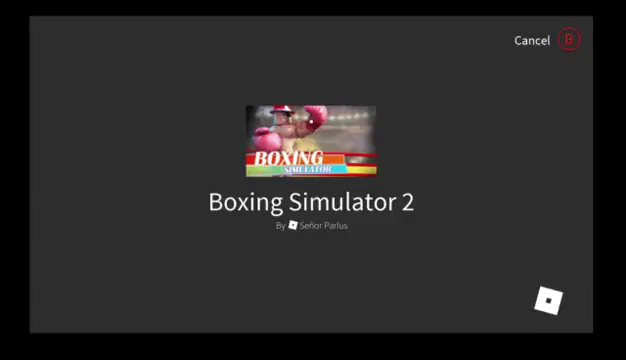 Cancel B
BOXING
SIMULATOR
Boxing Simulator 2
By Señor Parlus